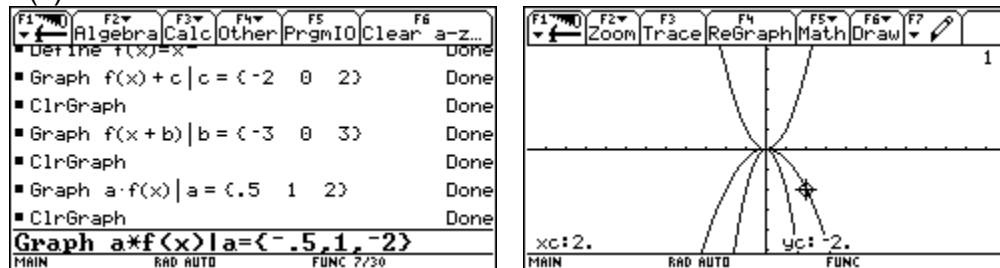 F1 F2 F3 F4 F5 F6
Algebra Calc Other PrgmIO Clear a-z…
Define f(x)=x Done
▪ Graph f(x)+c|c={-2 0 2} Done
▪ ClrGraph Done
▪ Graph f(x+b)|b={-3 0 3} Done
▪ ClrGraph Done
▪ Graph a·f(x)|a={.5 1 2} Done
▪ ClrGraph Done
Graph a*f(x)|a={-.5,1,-2}
MAIN RAD AUTO FUNC 7/30
F1 F2 F3 F4 F5 F6 F7
Zoom Trace ReGraph Math Draw
1
xc:2. yc:-2.
MAIN RAD AUTO FUNC